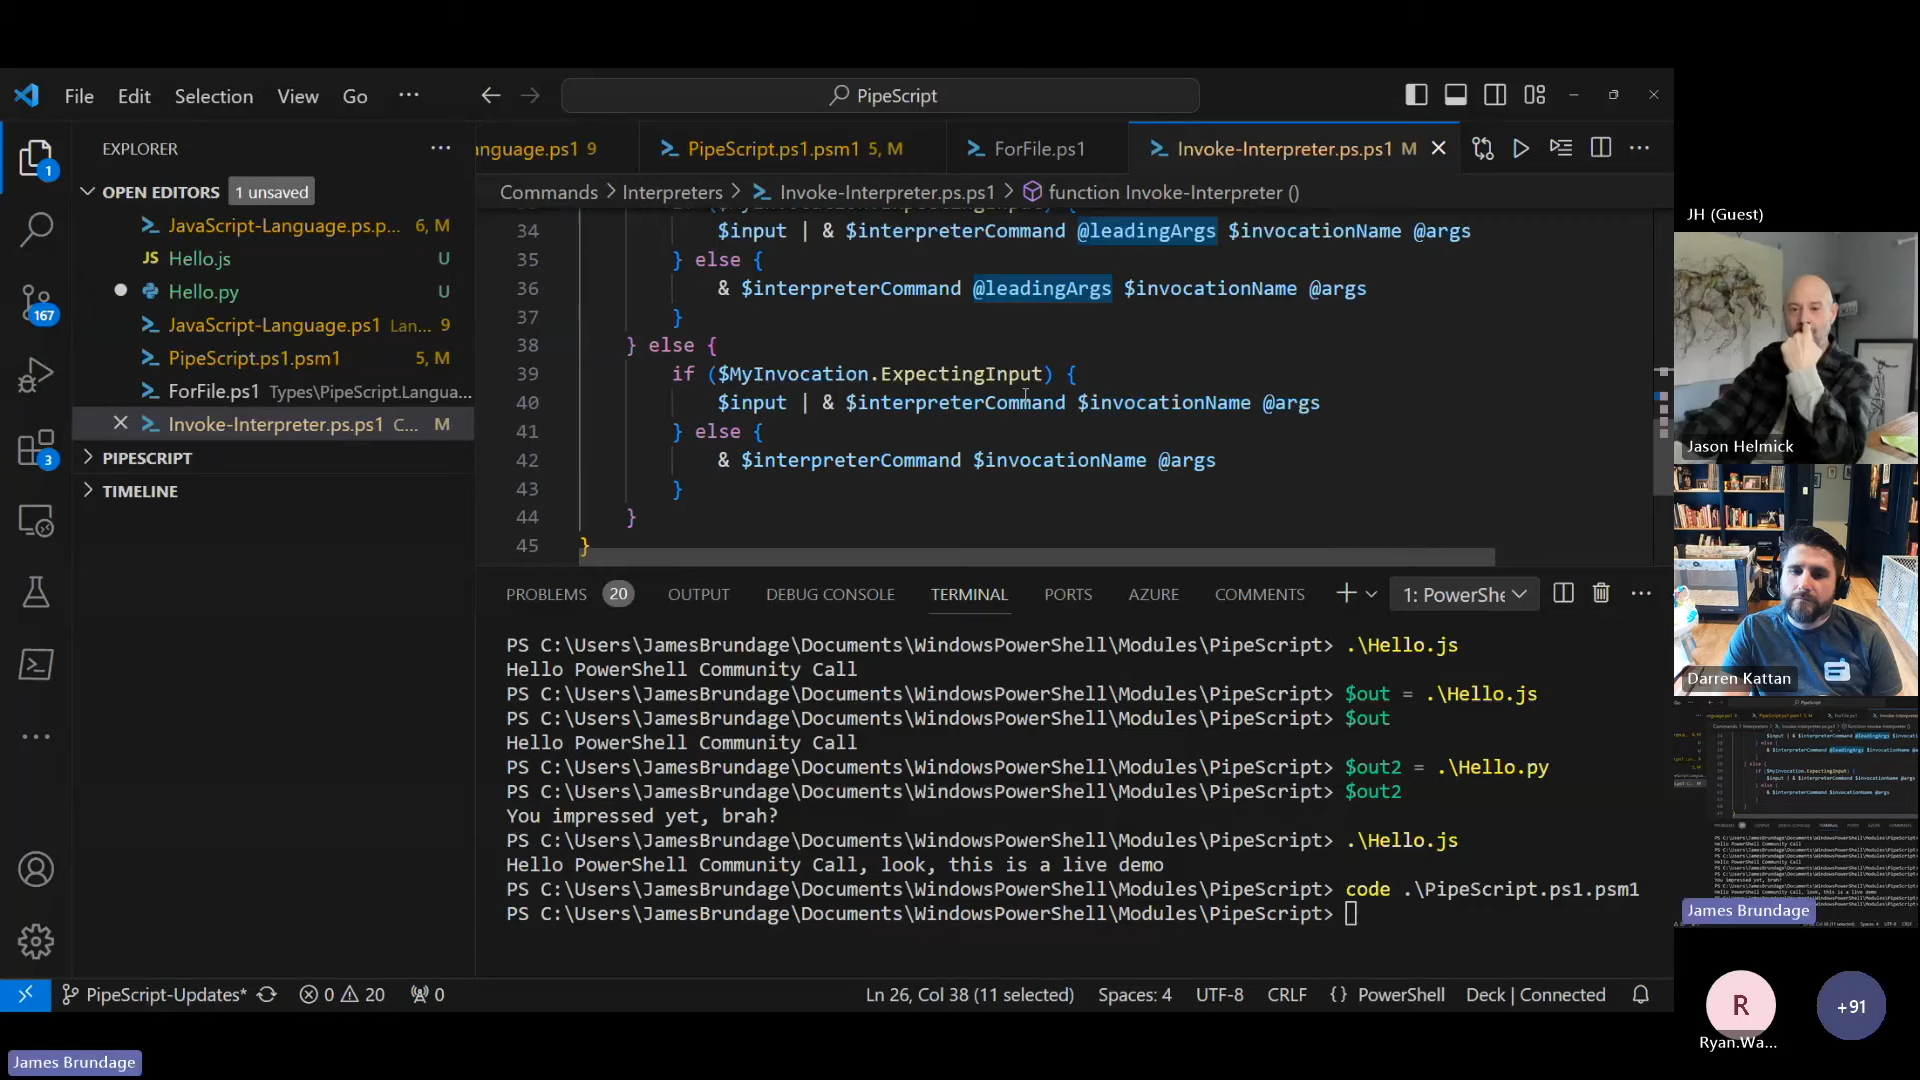 File Edit Selection View Go ··· PipeScript
EXPLORER ···
OPEN EDITORS 1 unsaved
JavaScript-Language.ps.p... 6, M
JS Hello.js U
Hello.py U
JavaScript-Language.ps1 Lan... 9
PipeScript.ps1.psm1 5, M
ForFile.ps1 Types\PipeScript.Langua...
Invoke-Interpreter.ps.ps1 C... M
PIPESCRIPT
TIMELINE
1
167
3
anguage.ps1 9 PipeScript.ps1.psm1 5, M ForFile.ps1 Invoke-Interpreter.ps.ps1 M
Commands > Interpreters > Invoke-Interpreter.ps.ps1 > function Invoke-Interpreter ()
34 $input | & $interpreterCommand @leadingArgs $invocationName @args
35 } else {
36 & $interpreterCommand @leadingArgs $invocationName @args
37 }
38 } else {
39 if ($MyInvocation.ExpectingInput) {
40 $input | & $interpreterCommand $invocationName @args
41 } else {
42 & $interpreterCommand $invocationName @args
43 }
44 }
45 }
PROBLEMS 20 OUTPUT DEBUG CONSOLE TERMINAL PORTS AZURE COMMENTS 1: PowerShe
PS C:\Users\JamesBrundage\Documents\WindowsPowerShell\Modules\PipeScript> .\Hello.js
Hello PowerShell Community Call
PS C:\Users\JamesBrundage\Documents\WindowsPowerShell\Modules\PipeScript> $out = .\Hello.js
PS C:\Users\JamesBrundage\Documents\WindowsPowerShell\Modules\PipeScript> $out
Hello PowerShell Community Call
PS C:\Users\JamesBrundage\Documents\WindowsPowerShell\Modules\PipeScript> $out2 = .\Hello.py
PS C:\Users\JamesBrundage\Documents\WindowsPowerShell\Modules\PipeScript> $out2
You impressed yet, brah?
PS C:\Users\JamesBrundage\Documents\WindowsPowerShell\Modules\PipeScript> .\Hello.js
Hello PowerShell Community Call, look, this is a live demo
PS C:\Users\JamesBrundage\Documents\WindowsPowerShell\Modules\PipeScript> code .\PipeScript.ps1.psm1
PS C:\Users\JamesBrundage\Documents\WindowsPowerShell\Modules\PipeScript>
PipeScript-Updates* 0 20 0 Ln 26, Col 38 (11 selected) Spaces: 4 UTF-8 CRLF {} PowerShell Deck | Connected
JH (Guest)
Jason Helmick
Darren Kattan
James Brundage
R
Ryan.Wa...
+91
James Brundage